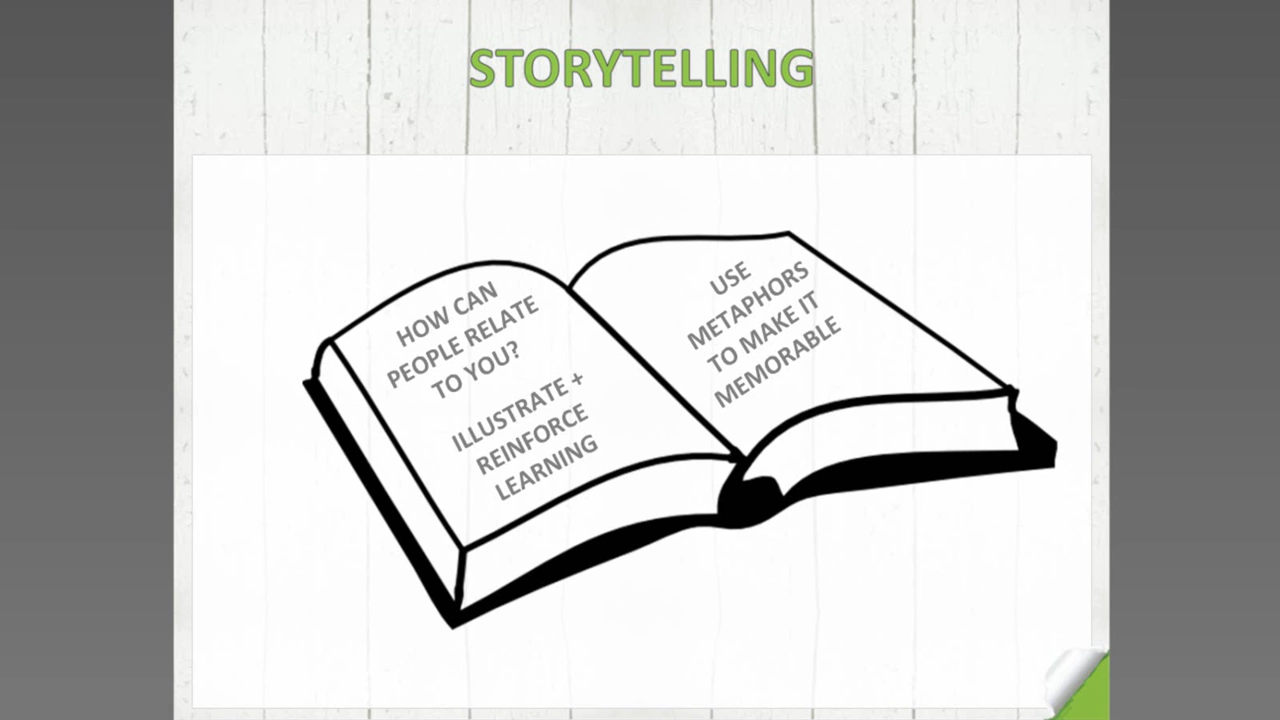 STORYTELLING
HOW CAN
PEOPLE RELATE
TO YOU?
ILLUSTRATE +
REINFORCE
LEARNING
USE
METAPHORS
TO MAKE IT
MEMORABLE